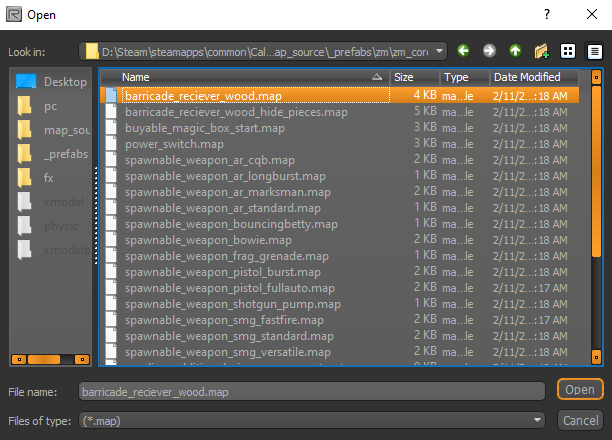 Open
Look in: D:\Steam\steamapps\common\Cal...ap_source\_prefabs\zm\zm_core
Desktop
pc
map_sou
_prefabs
fx
xmodel
physic
xmodelp
Name Size Type Date Modified
barricade_reciever_wood.map 4 KB ma...le 2/11/2...:18 AM
barricade_reciever_wood_hide_pieces.map 5 KB ma...le 2/11/2...:18 AM
buyable_magic_box_start.map 3 KB ma...le 2/11/2...:18 AM
power_switch.map 3 KB ma...le 2/11/2...:18 AM
spawnable_weapon_ar_cqb.map 2 KB ma...le 2/11/2...:18 AM
spawnable_weapon_ar_longburst.map 1 KB ma...le 2/11/2...:18 AM
spawnable_weapon_ar_marksman.map 2 KB ma...le 2/11/2...:18 AM
spawnable_weapon_ar_standard.map 1 KB ma...le 2/11/2...:18 AM
spawnable_weapon_bouncingbetty.map 1 KB ma...le 2/11/2...:18 AM
spawnable_weapon_bowie.map 2 KB ma...le 2/11/2...:18 AM
spawnable_weapon_frag_grenade.map 1 KB ma...le 2/11/2...:18 AM
spawnable_weapon_pistol_burst.map 2 KB ma...le 2/11/2...:18 AM
spawnable_weapon_pistol_fullauto.map 2 KB ma...le 2/11/2...:17 AM
spawnable_weapon_shotgun_pump.map 1 KB ma...le 2/11/2...:18 AM
spawnable_weapon_smg_fastfire.map 2 KB ma...le 2/11/2...:17 AM
spawnable_weapon_smg_standard.map 2 KB ma...le 2/11/2...:18 AM
spawnable_weapon_smg_versatile.map 2 KB ma...le 2/11/2...:18 AM
File name: barricade_reciever_wood.map Open
Files of type: (*.map) Cancel